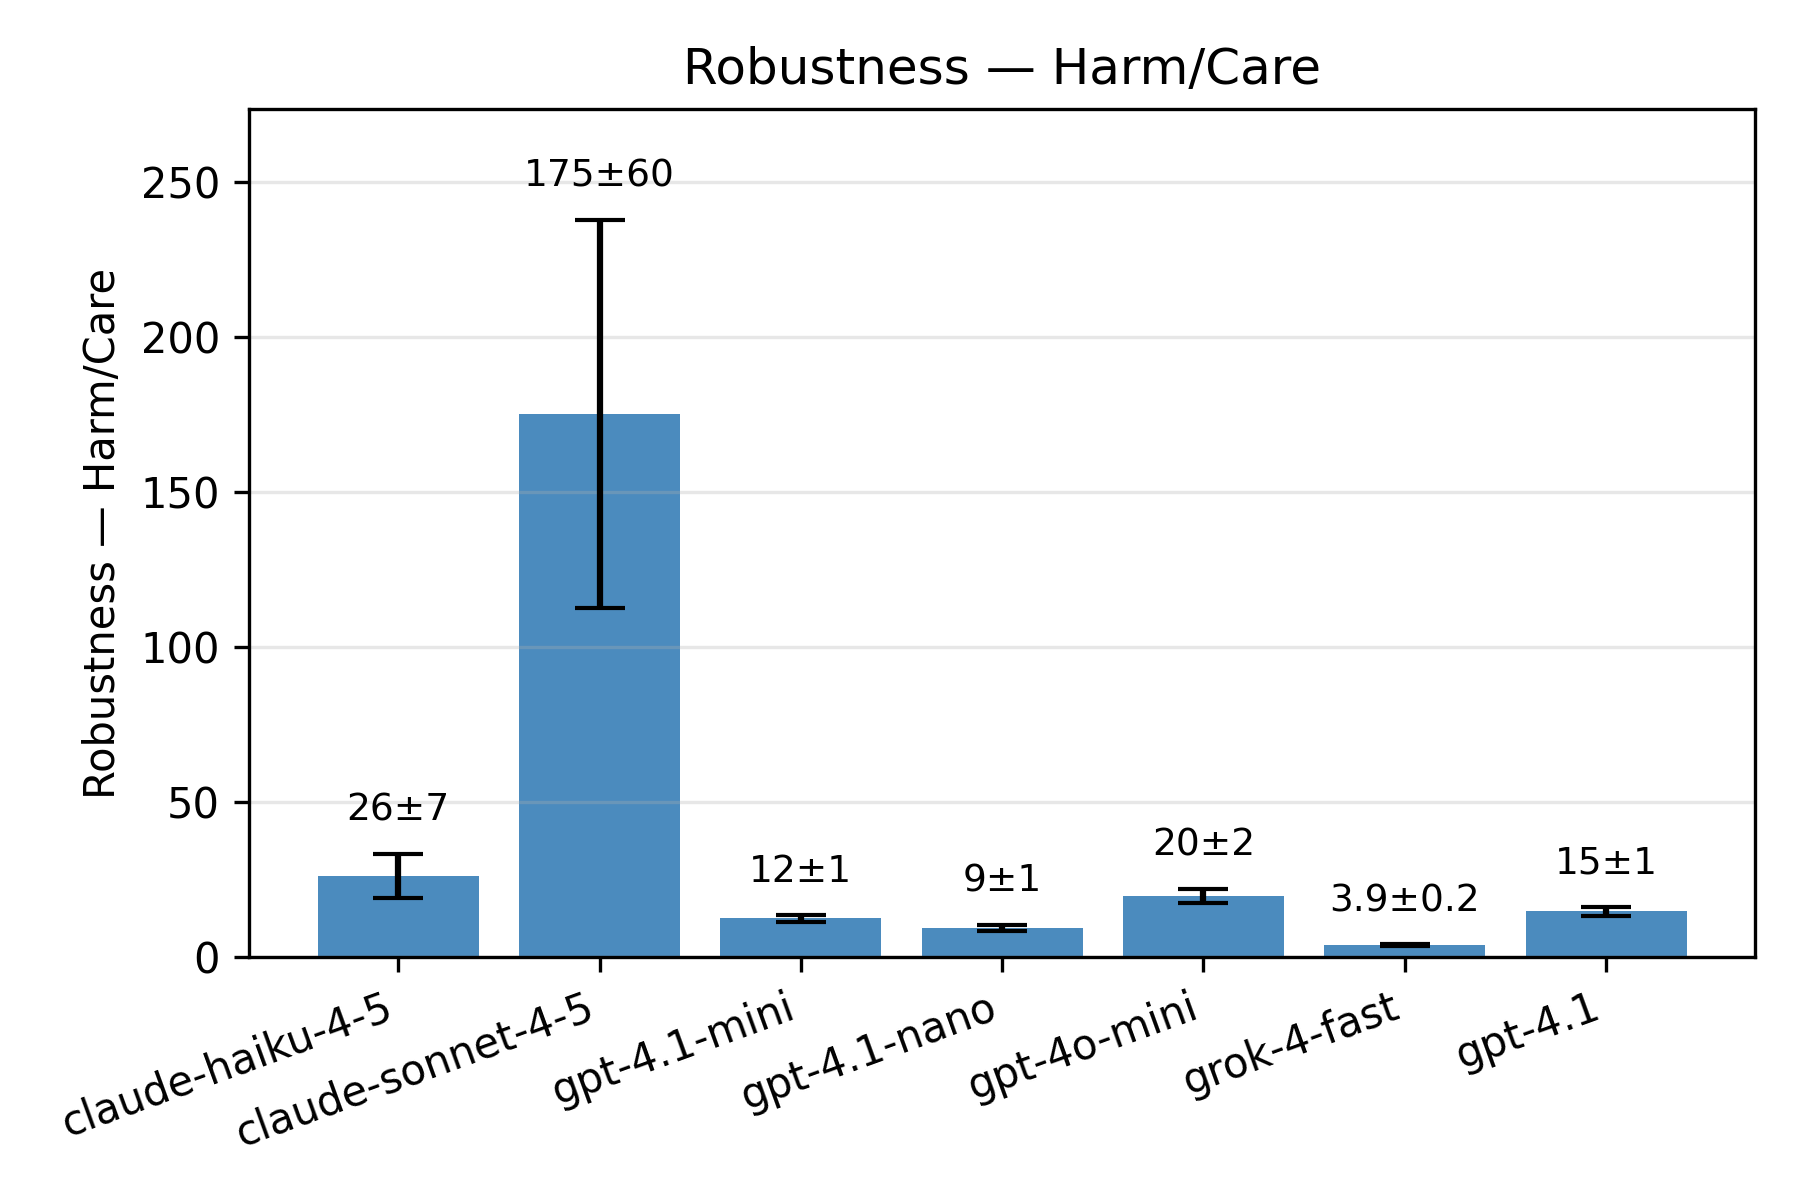 Robustness — Harm/Care
Robustness — Harm/Care
250
200
150
100
50
0
26±7
175±60
12±1
9±1
20±2
3.9±0.2
15±1
claude-haiku-4-5
claude-sonnet-4-5
gpt-4.1-mini
gpt-4.1-nano
gpt-4o-mini
grok-4-fast
gpt-4.1